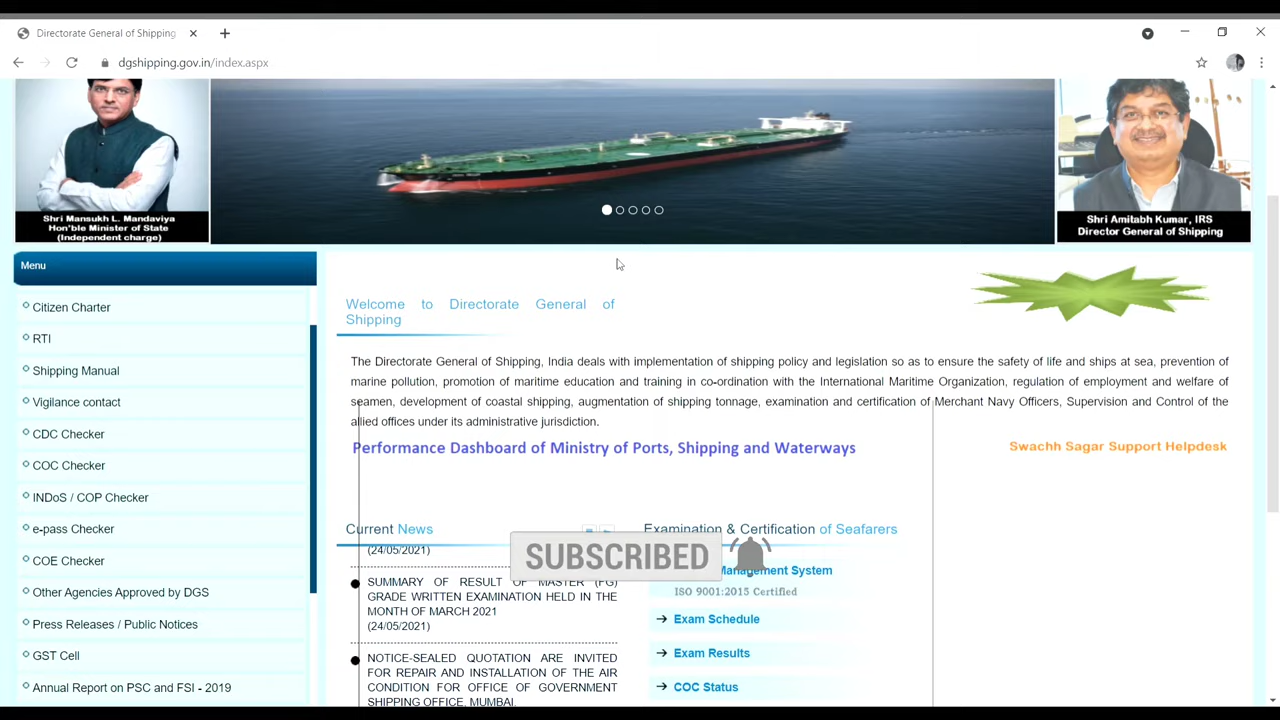 Directorate General of Shipping
dgshipping.gov.in/index.aspx
Shri Mansukh L. Mandaviya
Hon'ble Minister of State
(Independent charge)
Shri Amitabh Kumar, IRS
Director General of Shipping
Menu
Citizen Charter
RTI
Shipping Manual
Vigilance contact
CDC Checker
COC Checker
INDoS / COP Checker
e-pass Checker
COE Checker
Other Agencies Approved by DGS
Press Releases / Public Notices
GST Cell
Annual Report on PSC and FSI - 2019
Welcome to Directorate General of
Shipping
The Directorate General of Shipping, India deals with implementation of shipping policy and legislation so as to ensure the safety of life and ships at sea, prevention of
marine pollution, promotion of maritime education and training in co-ordination with the International Maritime Organization, regulation of employment and welfare of
seamen, development of coastal shipping, augmentation of shipping tonnage, examination and certification of Merchant Navy Officers, Supervision and Control of the
allied offices under its administrative jurisdiction.
Performance Dashboard of Ministry of Ports, Shipping and Waterways
Swachh Sagar Support Helpdesk
Current News
(24/05/2021)
SUMMARY OF RESULT OF MASTER (FG)
GRADE WRITTEN EXAMINATION HELD IN THE
MONTH OF MARCH 2021
(24/05/2021)
NOTICE-SEALED QUOTATION ARE INVITED
FOR REPAIR AND INSTALLATION OF THE AIR
CONDITION FOR OFFICE OF GOVERNMENT
SHIPPING OFFICE, MUMBAI.
Examination & Certification of Seafarers
Management System
ISO 9001:2015 Certified
Exam Schedule
Exam Results
COC Status
SUBSCRIBED